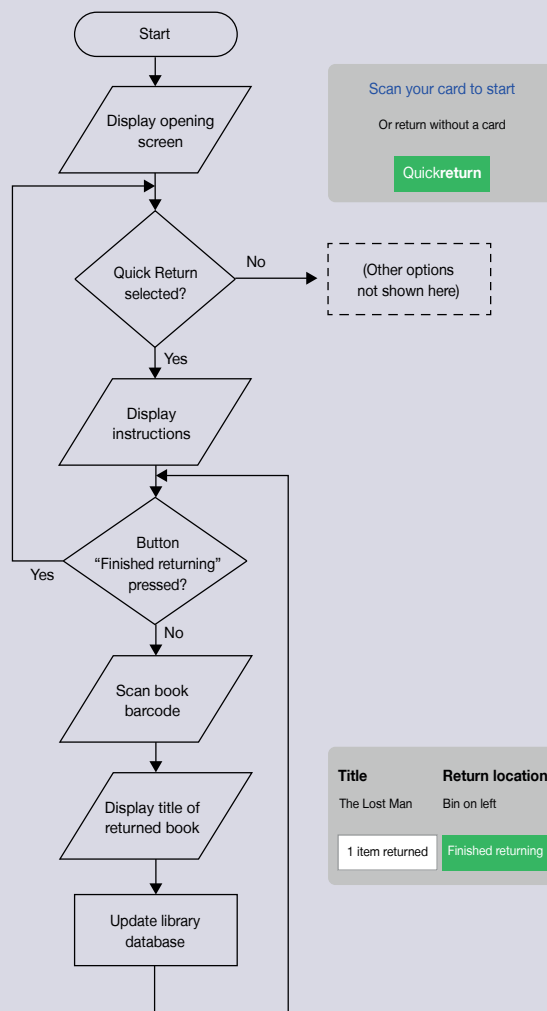 Start
Display opening
screen
Scan your card to start
Or return without a card
Quickreturn
Quick Return
selected?
No
(Other options
not shown here)
Yes
Display
instructions
Button
“Finished returning”
pressed?
Yes
No
Scan book
barcode
Display title of
returned book
Title Return location
The Lost Man Bin on left
1 item returned Finished returning
Update library
database